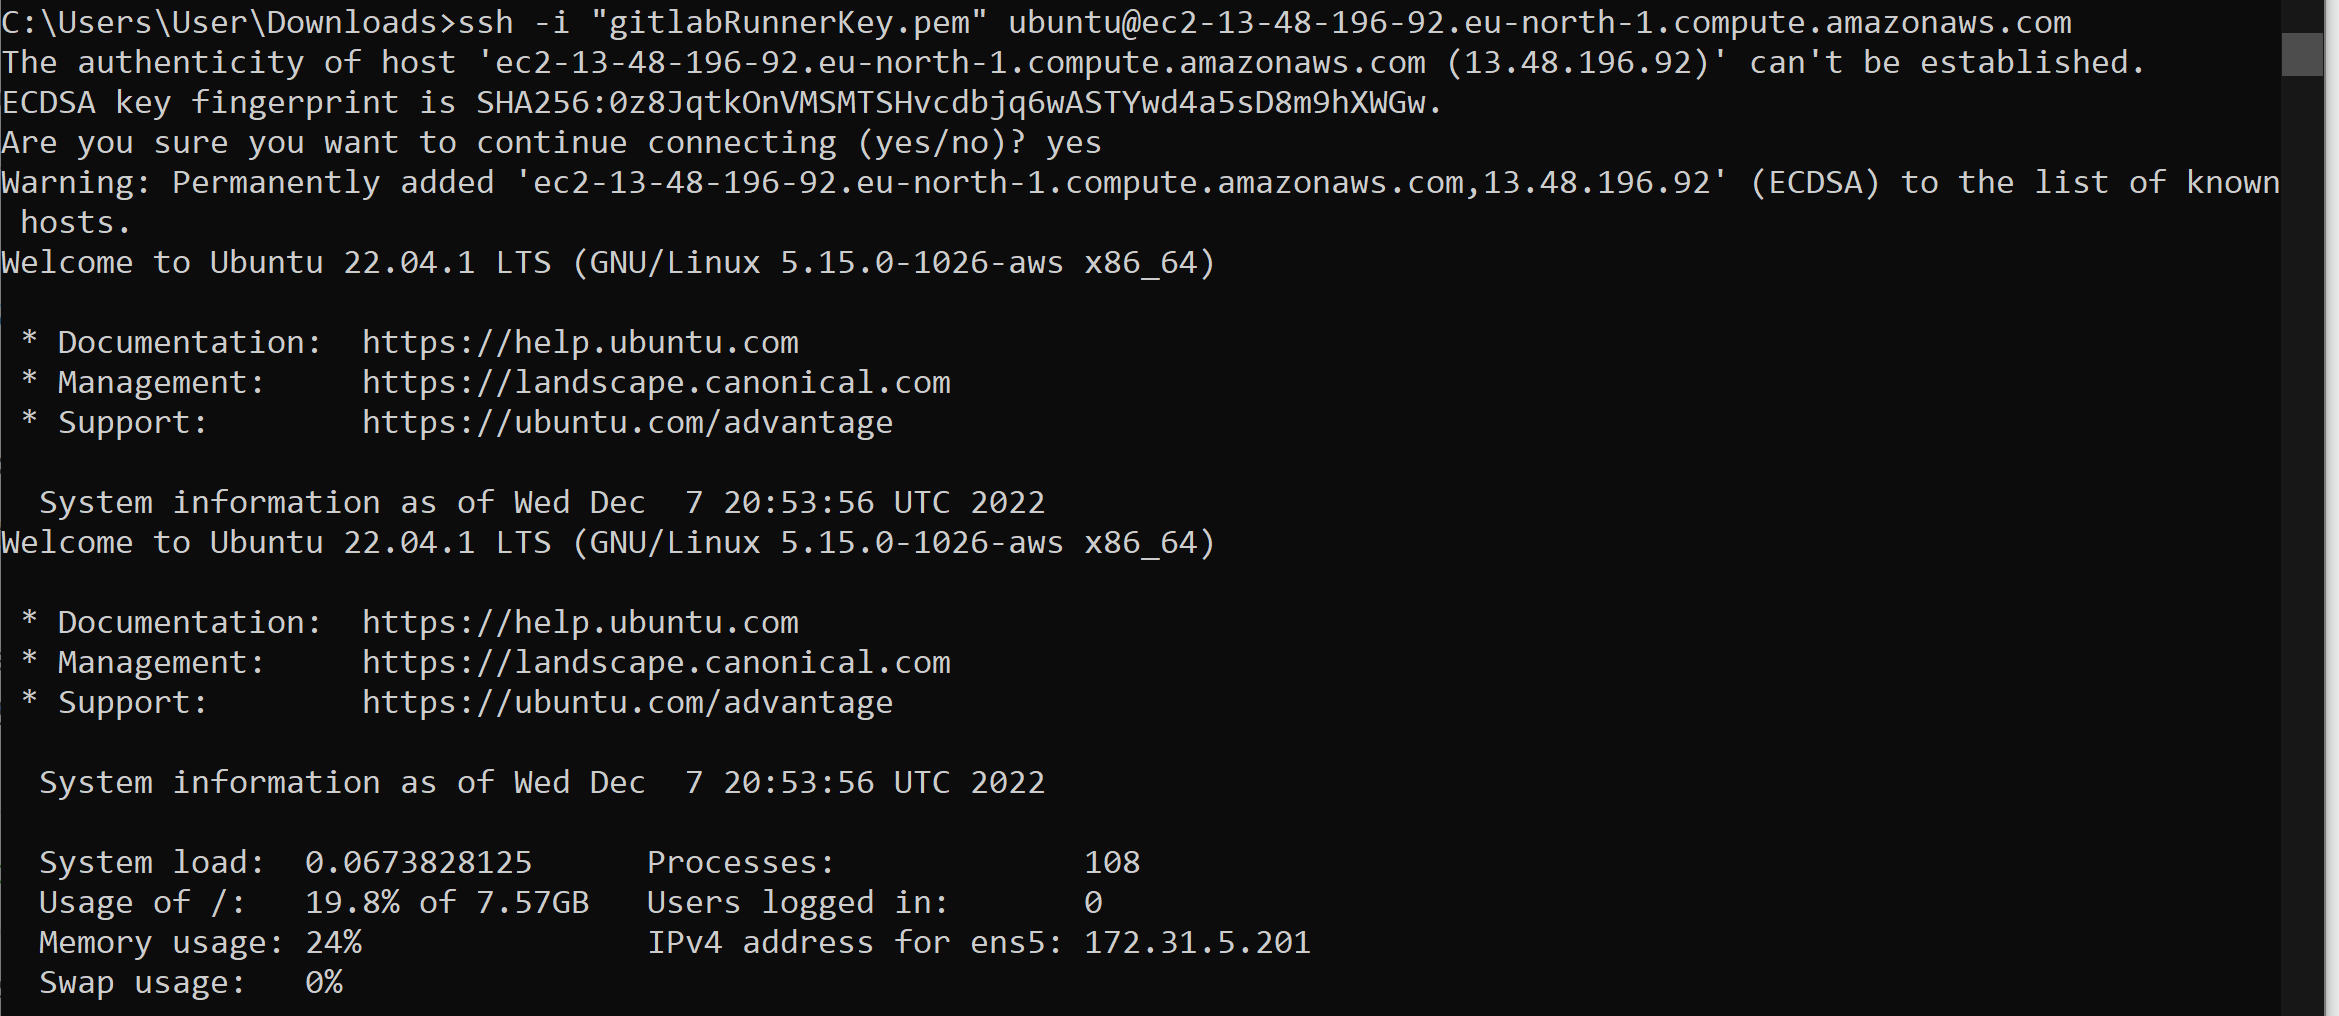 C:\Users\User\Downloads>ssh -i "gitlabRunnerKey.pem" ubuntu@ec2-13-48-196-92.eu-north-1.compute.amazonaws.com
The authenticity of host 'ec2-13-48-196-92.eu-north-1.compute.amazonaws.com (13.48.196.92)' can't be established.
ECDSA key fingerprint is SHA256:0z8JqtkOnVMSMTSHvcdbjq6wASTYwd4a5sD8m9hXWGw.
Are you sure you want to continue connecting (yes/no)? yes
Warning: Permanently added 'ec2-13-48-196-92.eu-north-1.compute.amazonaws.com,13.48.196.92' (ECDSA) to the list of known
 hosts.
Welcome to Ubuntu 22.04.1 LTS (GNU/Linux 5.15.0-1026-aws x86_64)

 * Documentation:  https://help.ubuntu.com
 * Management:     https://landscape.canonical.com
 * Support:        https://ubuntu.com/advantage

  System information as of Wed Dec  7 20:53:56 UTC 2022
Welcome to Ubuntu 22.04.1 LTS (GNU/Linux 5.15.0-1026-aws x86_64)

 * Documentation:  https://help.ubuntu.com
 * Management:     https://landscape.canonical.com
 * Support:        https://ubuntu.com/advantage

  System information as of Wed Dec  7 20:53:56 UTC 2022

  System load:  0.0673828125      Processes:             108
  Usage of /:   19.8% of 7.57GB   Users logged in:       0
  Memory usage: 24%               IPv4 address for ens5: 172.31.5.201
  Swap usage:   0%